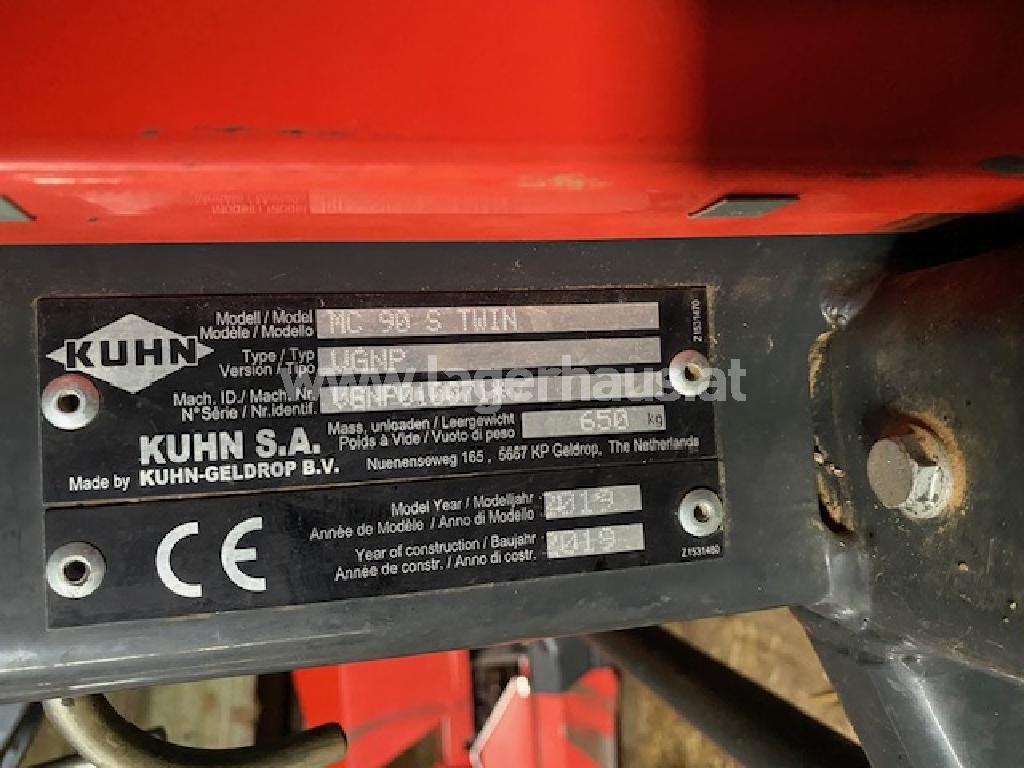 Modell / Model MC 90 S TWIN
Modèle / Modello
Z1531470
KUHN
Type / Typ WGNP
Version / Tipo
www.lagerhaus.at
Mach. ID./ Mach. Nr.
N°Série / Nr.identif.
Mass, unloaden / Leergewicht 650 kg
Poids à Vide / Vuoto di peso
KUHN S.A.
Made by KUHN-GELDROP B.V.
Nuenenseweg 165 , 5667 KP Geldrop, The Netherlands
CE
Model Year / Modelljahr 2019
Année de Modèle / Anno di Modello
Year of construction / Baujahr 2019
Année de constr. / Anno di costr.
Z1531480